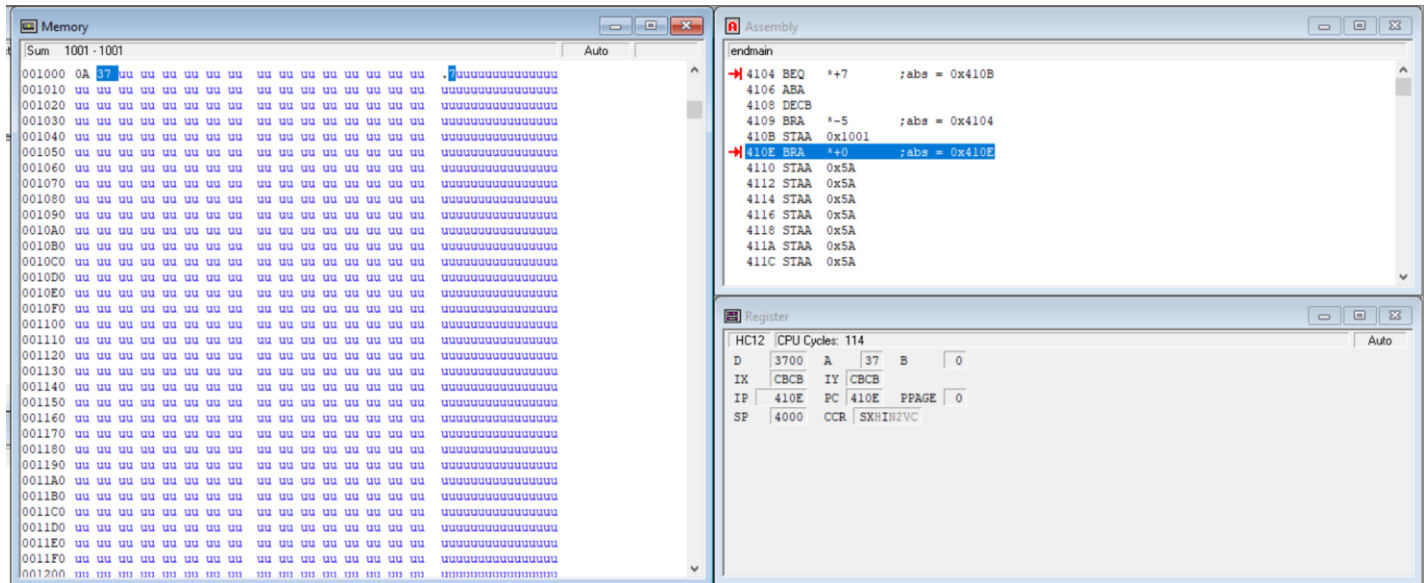 Memory
Sum 1001 - 1001 Auto
001000 0A 37 uu uu uu uu uu uu uu uu uu uu uu uu uu uu .7uuuuuuuuuuuuuu
001010 uu uu uu uu uu uu uu uu uu uu uu uu uu uu uu uu uuuuuuuuuuuuuuuu
001020 uu uu uu uu uu uu uu uu uu uu uu uu uu uu uu uu uuuuuuuuuuuuuuuu
001030 uu uu uu uu uu uu uu uu uu uu uu uu uu uu uu uu uuuuuuuuuuuuuuuu
001040 uu uu uu uu uu uu uu uu uu uu uu uu uu uu uu uu uuuuuuuuuuuuuuuu
001050 uu uu uu uu uu uu uu uu uu uu uu uu uu uu uu uu uuuuuuuuuuuuuuuu
001060 uu uu uu uu uu uu uu uu uu uu uu uu uu uu uu uu uuuuuuuuuuuuuuuu
001070 uu uu uu uu uu uu uu uu uu uu uu uu uu uu uu uu uuuuuuuuuuuuuuuu
001080 uu uu uu uu uu uu uu uu uu uu uu uu uu uu uu uu uuuuuuuuuuuuuuuu
001090 uu uu uu uu uu uu uu uu uu uu uu uu uu uu uu uu uuuuuuuuuuuuuuuu
0010A0 uu uu uu uu uu uu uu uu uu uu uu uu uu uu uu uu uuuuuuuuuuuuuuuu
0010B0 uu uu uu uu uu uu uu uu uu uu uu uu uu uu uu uu uuuuuuuuuuuuuuuu
0010C0 uu uu uu uu uu uu uu uu uu uu uu uu uu uu uu uu uuuuuuuuuuuuuuuu
0010D0 uu uu uu uu uu uu uu uu uu uu uu uu uu uu uu uu uuuuuuuuuuuuuuuu
0010E0 uu uu uu uu uu uu uu uu uu uu uu uu uu uu uu uu uuuuuuuuuuuuuuuu
0010F0 uu uu uu uu uu uu uu uu uu uu uu uu uu uu uu uu uuuuuuuuuuuuuuuu
001100 uu uu uu uu uu uu uu uu uu uu uu uu uu uu uu uu uuuuuuuuuuuuuuuu
001110 uu uu uu uu uu uu uu uu uu uu uu uu uu uu uu uu uuuuuuuuuuuuuuuu
001120 uu uu uu uu uu uu uu uu uu uu uu uu uu uu uu uu uuuuuuuuuuuuuuuu
001130 uu uu uu uu uu uu uu uu uu uu uu uu uu uu uu uu uuuuuuuuuuuuuuuu
001140 uu uu uu uu uu uu uu uu uu uu uu uu uu uu uu uu uuuuuuuuuuuuuuuu
001150 uu uu uu uu uu uu uu uu uu uu uu uu uu uu uu uu uuuuuuuuuuuuuuuu
001160 uu uu uu uu uu uu uu uu uu uu uu uu uu uu uu uu uuuuuuuuuuuuuuuu
001170 uu uu uu uu uu uu uu uu uu uu uu uu uu uu uu uu uuuuuuuuuuuuuuuu
001180 uu uu uu uu uu uu uu uu uu uu uu uu uu uu uu uu uuuuuuuuuuuuuuuu
001190 uu uu uu uu uu uu uu uu uu uu uu uu uu uu uu uu uuuuuuuuuuuuuuuu
0011A0 uu uu uu uu uu uu uu uu uu uu uu uu uu uu uu uu uuuuuuuuuuuuuuuu
0011B0 uu uu uu uu uu uu uu uu uu uu uu uu uu uu uu uu uuuuuuuuuuuuuuuu
0011C0 uu uu uu uu uu uu uu uu uu uu uu uu uu uu uu uu uuuuuuuuuuuuuuuu
0011D0 uu uu uu uu uu uu uu uu uu uu uu uu uu uu uu uu uuuuuuuuuuuuuuuu
0011E0 uu uu uu uu uu uu uu uu uu uu uu uu uu uu uu uu uuuuuuuuuuuuuuuu
0011F0 uu uu uu uu uu uu uu uu uu uu uu uu uu uu uu uu uuuuuuuuuuuuuuuu
001200 uu uu uu uu uu uu uu uu uu uu uu uu uu uu uu uu uuuuuuuuuuuuuuuu
Assembly
endmain
4104 BEQ *+7 ;abs = 0x410B
4106 ABA
4108 DECB
4109 BRA *-5 ;abs = 0x4104
410B STAA 0x1001
410E BRA *+0 ;abs = 0x410E
4110 STAA 0x5A
4112 STAA 0x5A
4114 STAA 0x5A
4116 STAA 0x5A
4118 STAA 0x5A
411A STAA 0x5A
411C STAA 0x5A
Register
HC12 CPU Cycles: 114 Auto
D 3700 A 37 B 0
IX CBCB IY CBCB
IP 410E PC 410E PPAGE 0
SP 4000 CCR SXHINZVC